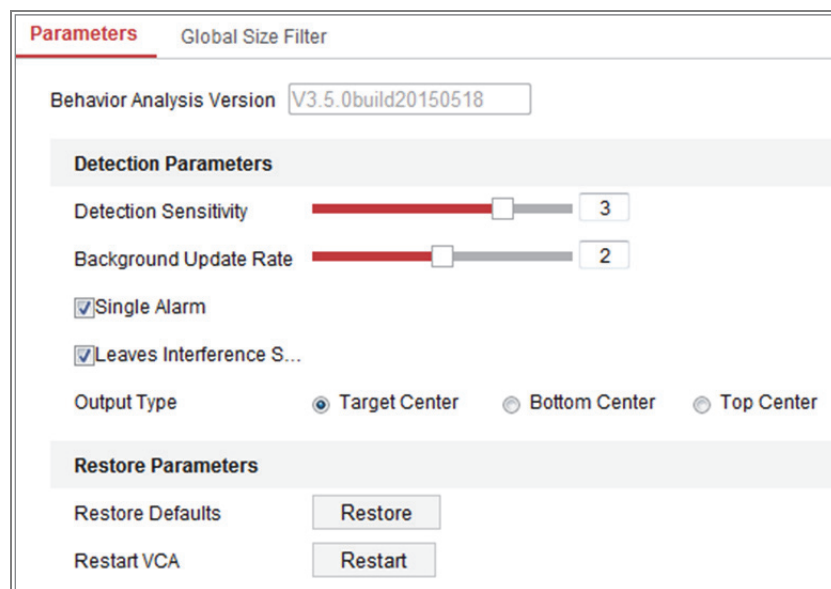 Parameters Global Size Filter
Behavior Analysis Version V3.5.0build20150518
Detection Parameters
Detection Sensitivity 3
Background Update Rate 2
Single Alarm
Leaves Interference S...
Output Type Target Center Bottom Center Top Center
Restore Parameters
Restore Defaults Restore
Restart VCA Restart